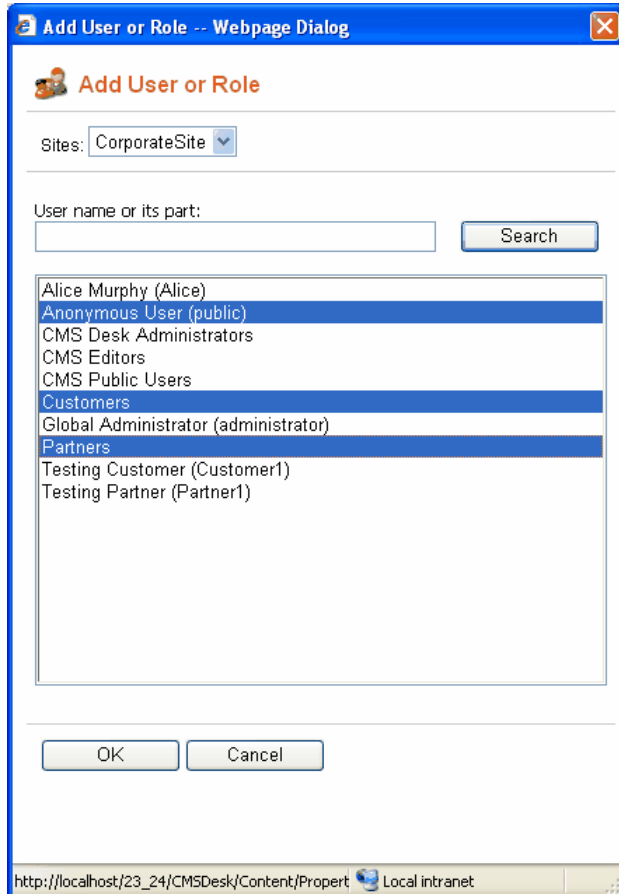 Add User or Role -- Webpage Dialog
Add User or Role
Sites: CorporateSite
User name or its part:
Search
Alice Murphy (Alice)
Anonymous User (public)
CMS Desk Administrators
CMS Editors
CMS Public Users
Customers
Global Administrator (administrator)
Partners
Testing Customer (Customer1)
Testing Partner (Partner1)
OK Cancel
http://localhost/23_24/CMSDesk/Content/Propert Local intranet